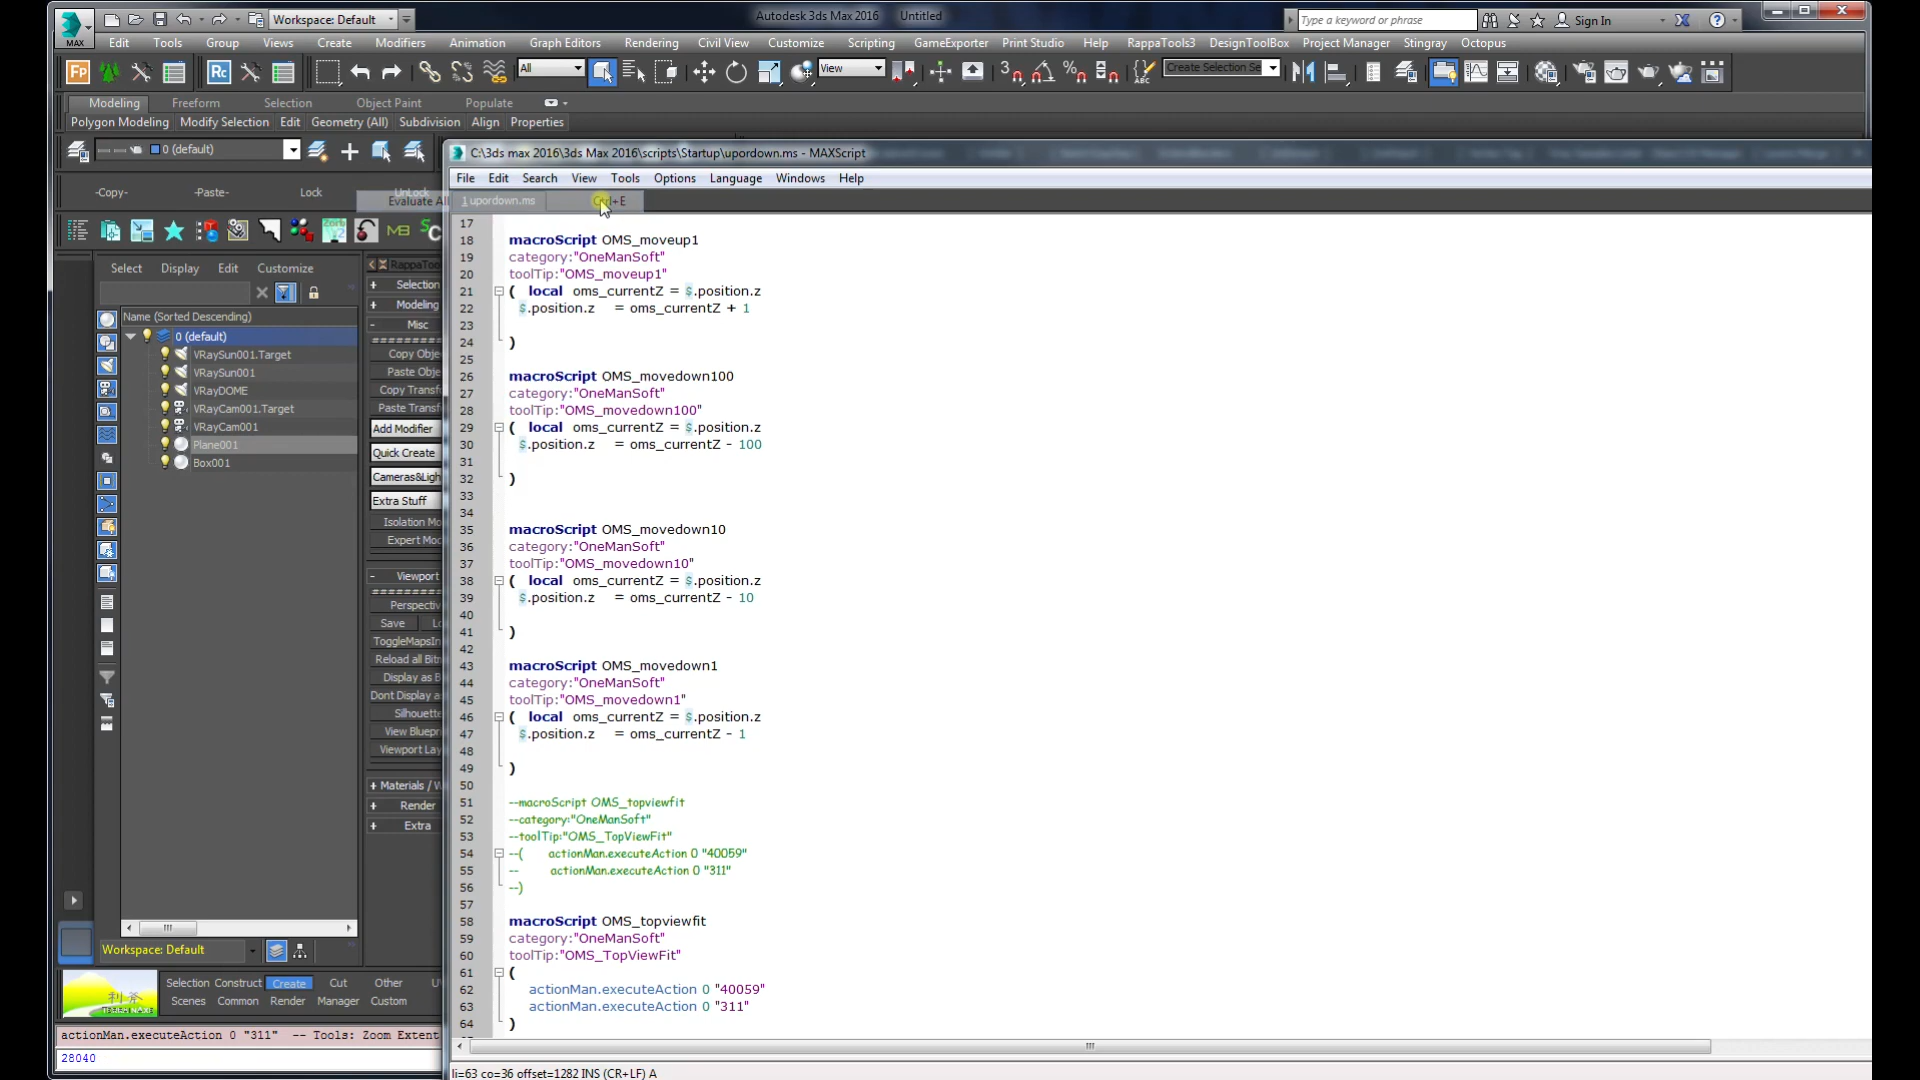 Workspace: Default
Autodesk 3ds Max 2016 Untitled
Type a keyword or phrase
Sign In
MAX
Edit Tools Group Views Create Modifiers Animation Graph Editors Rendering Civil View Customize Scripting GameExporter Print Studio Help RappaTools3 DesignToolBox Project Manager Stingray Octopus
All
View
Create Selection Se
Modeling Freeform Selection Object Paint Populate
Polygon Modeling Modify Selection Edit Geometry (All) Subdivision Align Properties
0 (default)
C:\3ds max 2016\3ds Max 2016\scripts\Startup\upordown.ms - MAXScript
File Edit Search View Tools Options Language Windows Help
-Copy- -Paste- Lock UnLock
Evaluate All
1 upordown.ms
Ctrl+E
MB
Select Display Edit Customize
Name (Sorted Descending)
0 (default)
VRaySun001.Target
VRaySun001
VRayDOME
VRayCam001.Target
VRayCam001
Plane001
Box001
RappaToo
+ Selection
+ Modeling
- Misc
Copy Obje
Paste Obje
Copy Transf
Paste Transf
Add Modifier
Quick Create
Cameras&Ligh
Extra Stuff
Isolation Mo
Expert Mod
- Viewport
Perspectiv
Save Lo
ToggleMapsIn
Reload all Bit
Display as B
Dont Display a
Silhouette
View Bluepr
Viewport Lay
+ Materials / W
+ Render
+ Extra
17
18 macroScript OMS_moveup1
19 category:"OneManSoft"
20 toolTip:"OMS_moveup1"
21 ( local oms_currentZ = $.position.z
22 $.position.z = oms_currentZ + 1
23
24 )
25
26 macroScript OMS_movedown100
27 category:"OneManSoft"
28 toolTip:"OMS_movedown100"
29 ( local oms_currentZ = $.position.z
30 $.position.z = oms_currentZ - 100
31
32 )
33
34
35 macroScript OMS_movedown10
36 category:"OneManSoft"
37 toolTip:"OMS_movedown10"
38 ( local oms_currentZ = $.position.z
39 $.position.z = oms_currentZ - 10
40
41 )
42
43 macroScript OMS_movedown1
44 category:"OneManSoft"
45 toolTip:"OMS_movedown1"
46 ( local oms_currentZ = $.position.z
47 $.position.z = oms_currentZ - 1
48
49 )
50
51 --macroScript OMS_topviewfit
52 --category:"OneManSoft"
53 --toolTip:"OMS_TopViewFit"
54 --( actionMan.executeAction 0 "40059"
55 -- actionMan.executeAction 0 "311"
56 --)
57
58 macroScript OMS_topviewfit
59 category:"OneManSoft"
60 toolTip:"OMS_TopViewFit"
61 (
62 actionMan.executeAction 0 "40059"
63 actionMan.executeAction 0 "311"
64 )
Workspace: Default
Selection Construct Create Cut Other
Scenes Common Render Manager Custom
actionMan.executeAction 0 "311" -- Tools: Zoom Extent
28040
li=63 co=36 offset=1282 INS (CR+LF) A